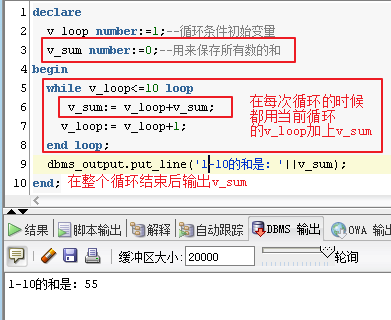 1 declare
2 v_loop number:=1;--循环条件初始变量
3 v_sum number:=0;--用来保存所有数的和
4 begin
5 while v_loop<=10 loop
6 v_sum:= v_loop+v_sum;
7 v_loop:= v_loop+1;
8 end loop;
在每次循环的时候
都用当前循环
的v_loop加上v_sum
9 dbms_output.put_line('1-10的和是: '||v_sum);
10 end;
在整个循环结束后输出v_sum
结果 脚本输出 解释 自动跟踪 DBMS 输出 OWA 输出
缓冲区大小: 20000 轮询
1-10的和是: 55